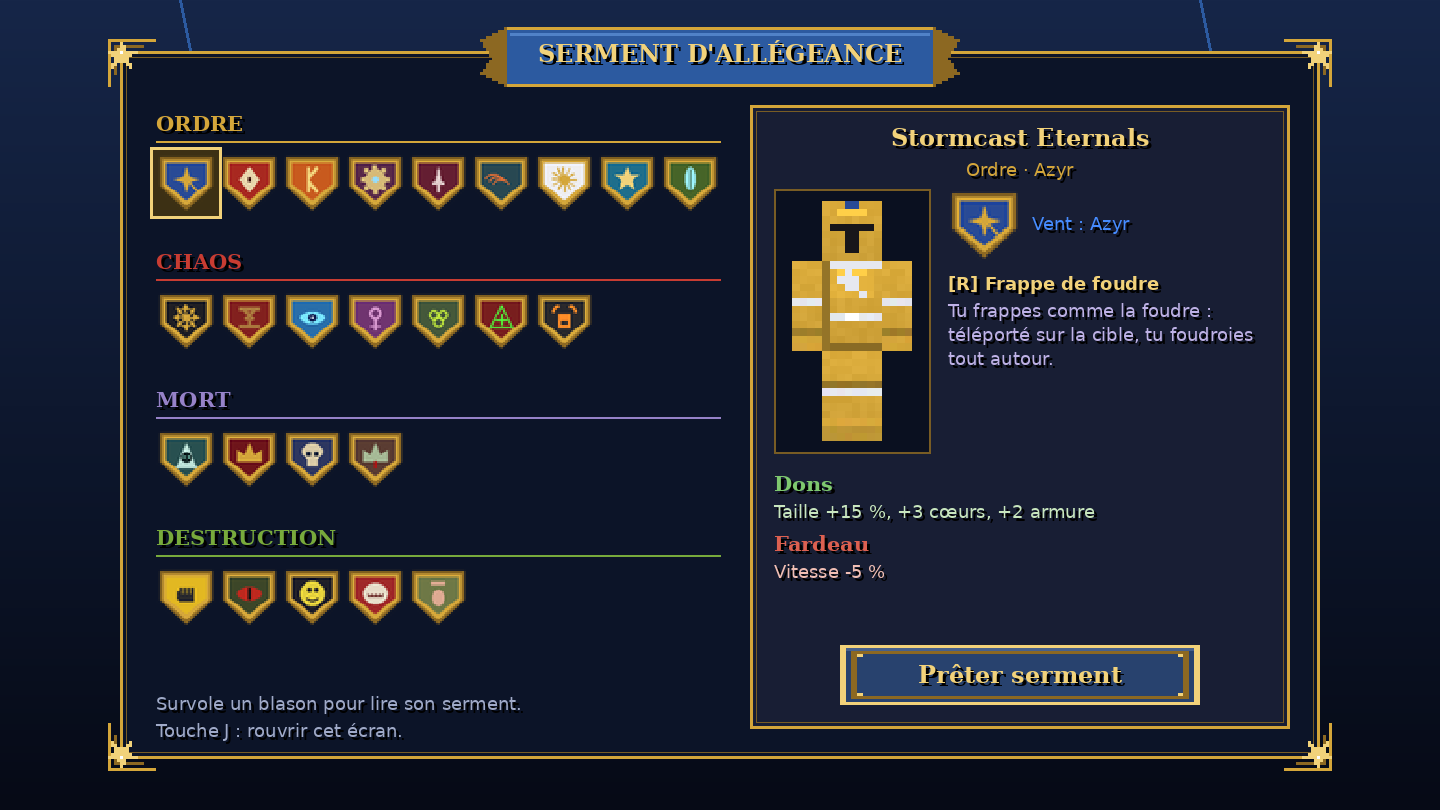 SERMENT D'ALLÉGEANCE
ORDRE
CHAOS
MORT
DESTRUCTION
Survole un blason pour lire son serment.
Touche J : rouvrir cet écran.
Stormcast Eternals
Ordre · Azyr
Vent : Azyr
[R] Frappe de foudre
Tu frappes comme la foudre :
téléporté sur la cible, tu foudroies
tout autour.
Dons
Taille +15 %, +3 cœurs, +2 armure
Fardeau
Vitesse -5 %
Prêter serment